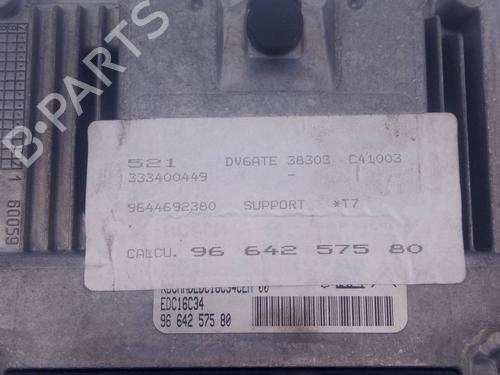 B-PARTS
521 DV6ATE 38303 C41003
333400449 -
9644692380 SUPPORT *T7
CALCU. 96 642 575 80
EDC16C34
96 642 575 80
1 60059